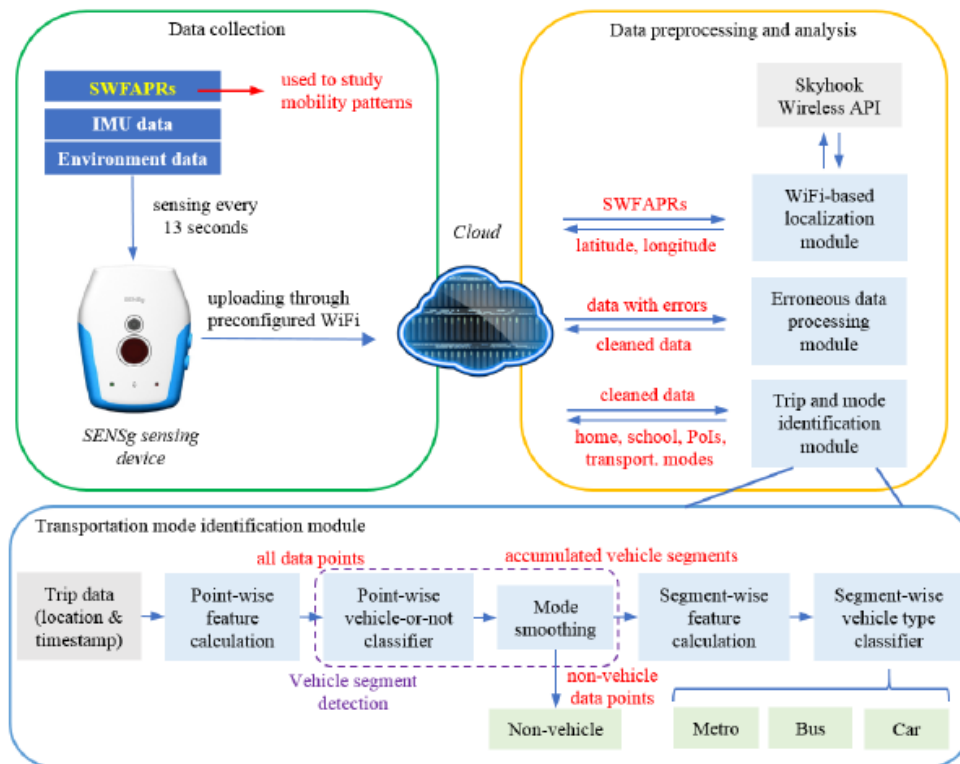 Data collection
SWFAPRs
IMU data
Environment data
used to study
mobility patterns
sensing every
13 seconds
SENSg sensing
device
uploading through
preconfigured WiFi
Cloud
Data preprocessing and analysis
Skyhook
Wireless API
SWFAPRs
latitude, longitude
WiFi-based
localization
module
data with errors
cleaned data
Erroneous data
processing
module
cleaned data
home, school, PoIs,
transport. modes
Trip and mode
identification
module
Transportation mode identification module
all data points
accumulated vehicle segments
Trip data
(location &
timestamp)
Point-wise
feature
calculation
Point-wise
vehicle-or-not
classifier
Mode
smoothing
Segment-wise
feature
calculation
Segment-wise
vehicle type
classifier
Vehicle segment
detection
non-vehicle
data points
Non-vehicle
Metro
Bus
Car